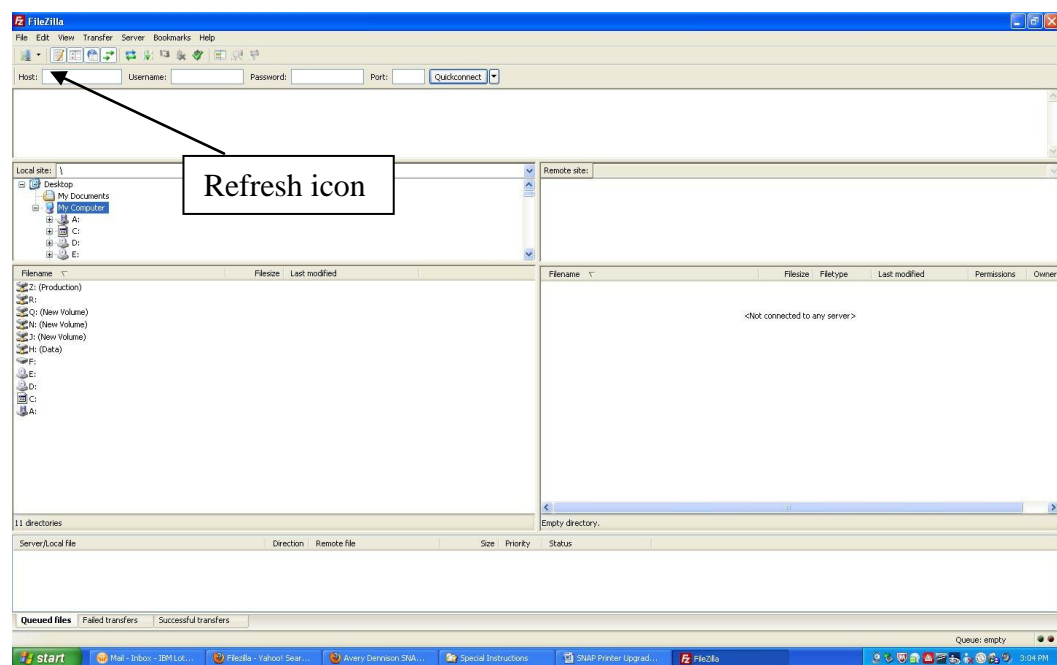 FileZilla
File Edit View Transfer Server Bookmarks Help
Host: Username: Password: Port: Quickconnect
Refresh icon
Local site: \
Remote site:
Desktop
My Documents
My Computer
A:
C:
D:
E:
Filename Filesize Last modified
Filename Filesize Filetype Last modified Permissions Owner
Z: (Production)
R:
Q: (New Volume)
N: (New Volume)
J: (New Volume)
H: (Data)
F:
E:
D:
C:
A:
<Not connected to any server>
11 directories
Empty directory.
Server/Local file Direction Remote file Size Priority Status
Queued files Failed transfers Successful transfers
Queue: empty
start Mail - Inbox - IBM Lot... Filezilla - Yahoo! Sear... Avery Dennison SNA... Special Instructions SNAP Printer Upgrad... FileZilla 3:04 PM